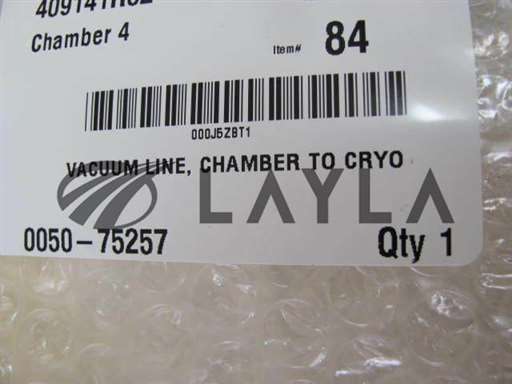 Chamber 4
Item# 84
000J5ZBT1
VACUUM LINE, CHAMBER TO CRYO
LAYLA
0050-75257 Qty 1